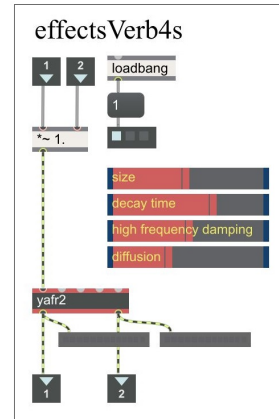 effectsVerb4s
1 2
loadbang
1
*~ 1.
size
decay time
high frequency damping
diffusion
yafr2
1 2